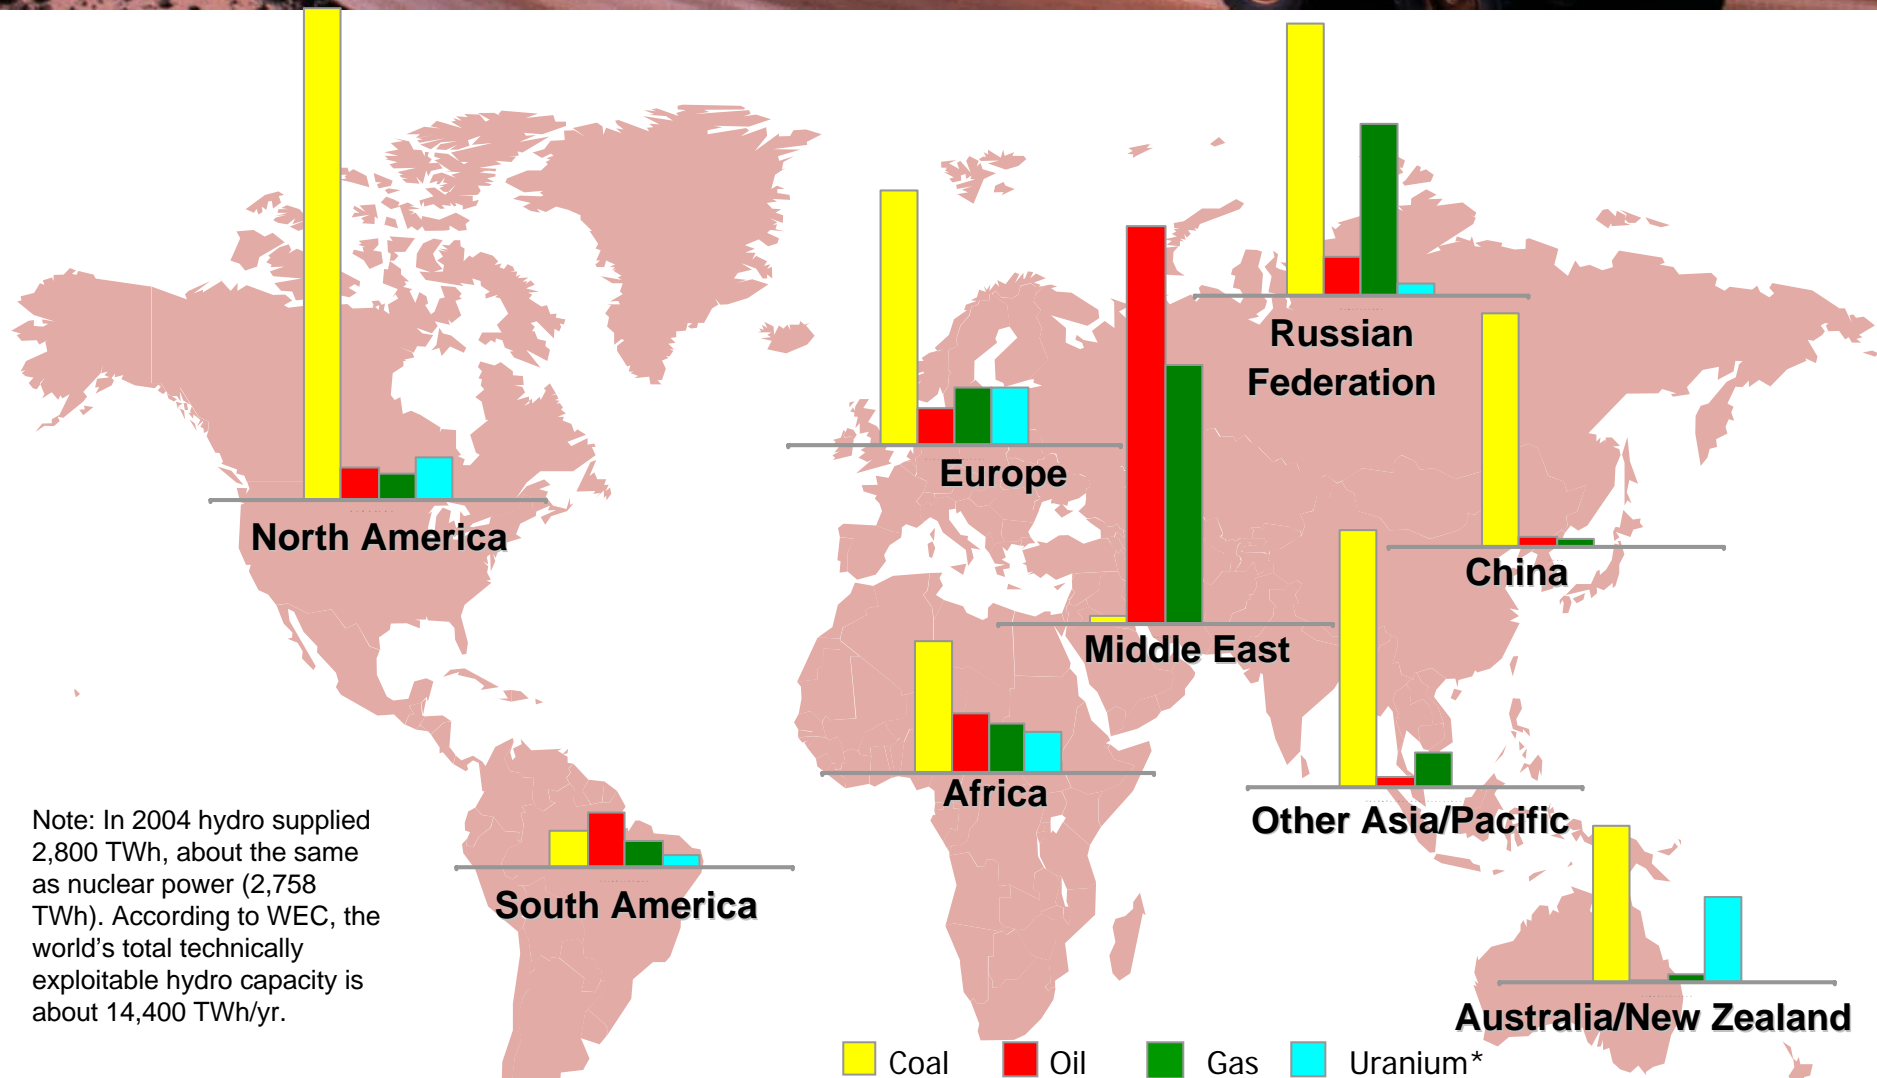 Russian
Federation
Europe
North America
China
Middle East
Africa
Other Asia/Pacific
South America
Note: In 2004 hydro supplied
2,800 TWh, about the same
as nuclear power (2,758
TWh). According to WEC, the
world's total technically
exploitable hydro capacity is
about 14,400 TWh/yr.
Australia/New Zealand
Coal
Oil
Gas
Uranium*